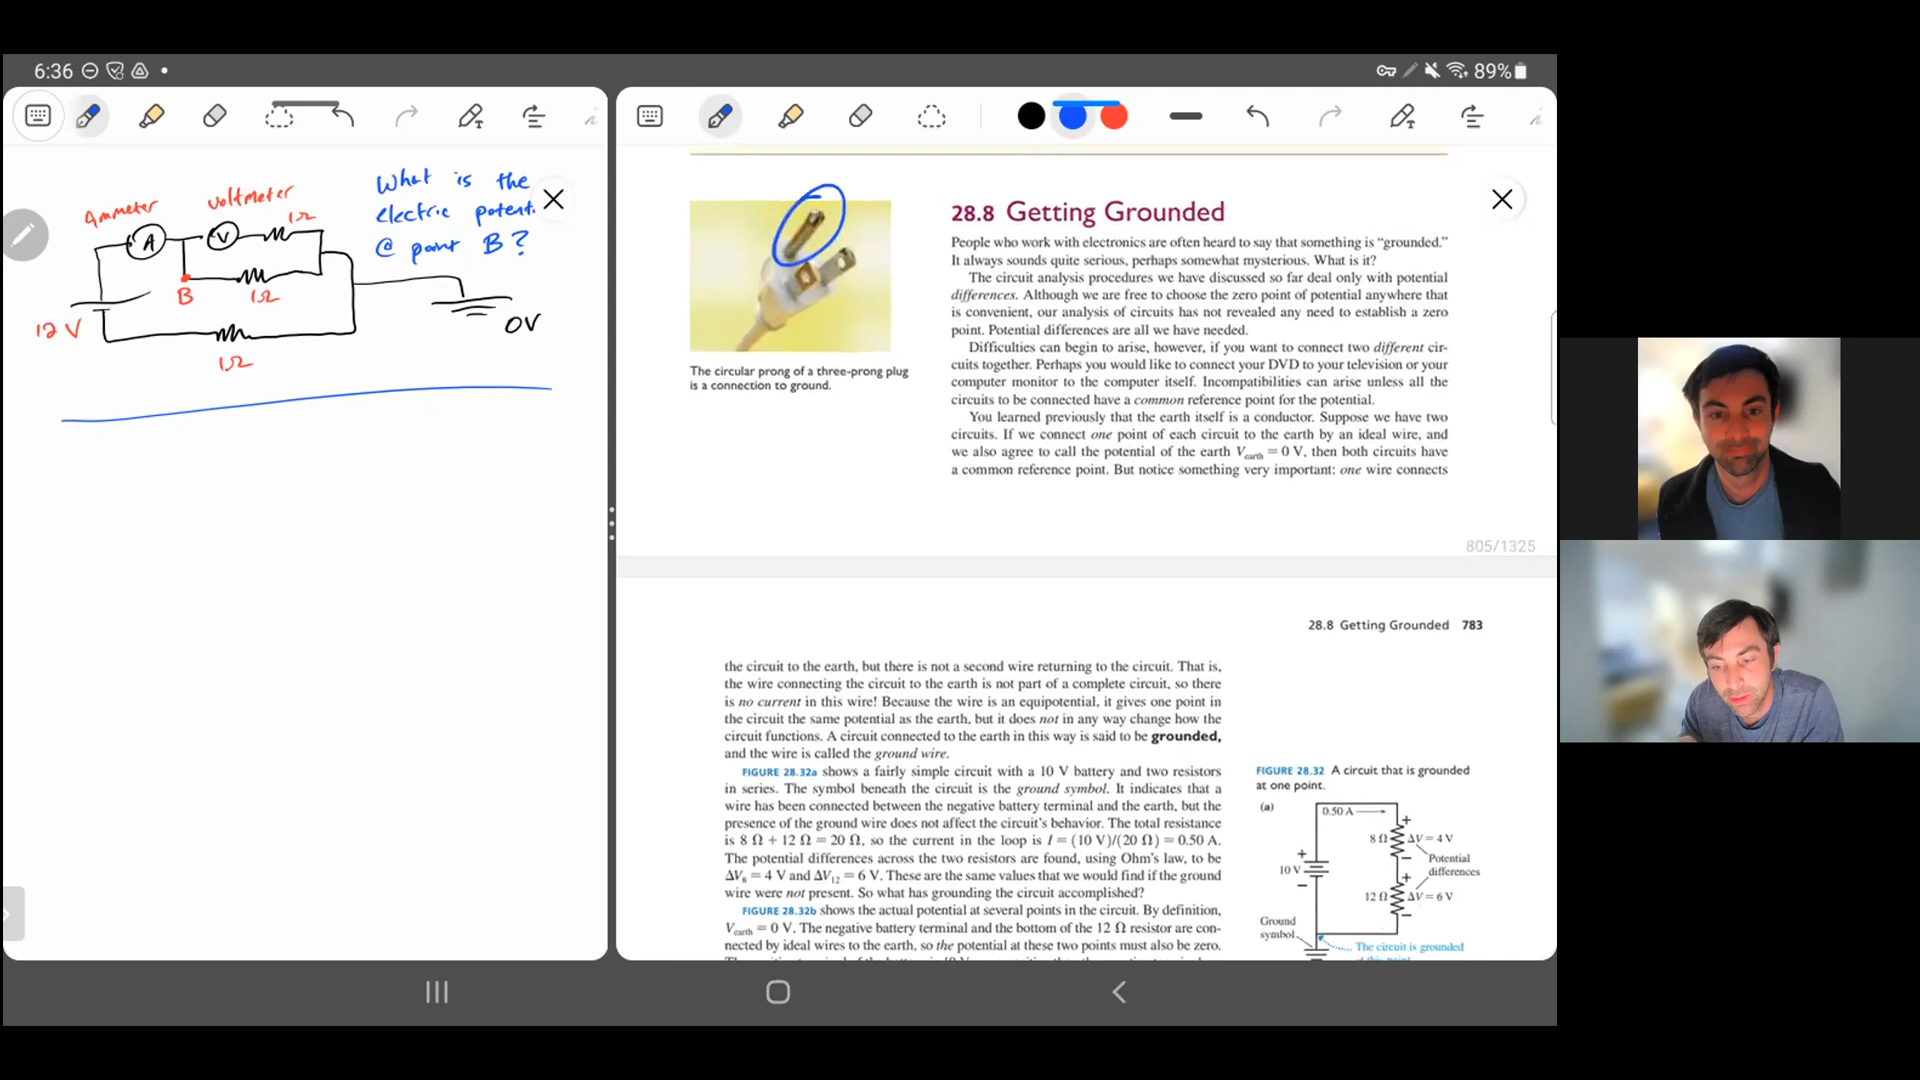 6:36
89%
What is the
Ammeter
voltmeter
electric potent.
1Ω
@ point B?
A
V
B
1Ω
12 V
0V
1Ω
28.8 Getting Grounded
People who work with electronics are often heard to say that something is “grounded.”
It always sounds quite serious, perhaps somewhat mysterious. What is it?
The circuit analysis procedures we have discussed so far deal only with potential
differences. Although we are free to choose the zero point of potential anywhere that
is convenient, our analysis of circuits has not revealed any need to establish a zero
point. Potential differences are all we have needed.
Difficulties can begin to arise, however, if you want to connect two different cir-
cuits together. Perhaps you would like to connect your DVD to your television or your
computer monitor to the computer itself. Incompatibilities can arise unless all the
circuits to be connected have a common reference point for the potential.
You learned previously that the earth itself is a conductor. Suppose we have two
circuits. If we connect one point of each circuit to the earth by an ideal wire, and
we also agree to call the potential of the earth Vearth = 0 V, then both circuits have
a common reference point. But notice something very important: one wire connects
The circular prong of a three-prong plug
is a connection to ground.
805/1325
28.8 Getting Grounded 783
the circuit to the earth, but there is not a second wire returning to the circuit. That is,
the wire connecting the circuit to the earth is not part of a complete circuit, so there
is no current in this wire! Because the wire is an equipotential, it gives one point in
the circuit the same potential as the earth, but it does not in any way change how the
circuit functions. A circuit connected to the earth in this way is said to be grounded,
and the wire is called the ground wire.
FIGURE 28.32a shows a fairly simple circuit with a 10 V battery and two resistors
in series. The symbol beneath the circuit is the ground symbol. It indicates that a
wire has been connected between the negative battery terminal and the earth, but the
presence of the ground wire does not affect the circuit’s behavior. The total resistance
is 8 Ω + 12 Ω = 20 Ω, so the current in the loop is I = (10 V)/(20 Ω) = 0.50 A.
The potential differences across the two resistors are found, using Ohm’s law, to be
ΔV8 = 4 V and ΔV12 = 6 V. These are the same values that we would find if the ground
wire were not present. So what has grounding the circuit accomplished?
FIGURE 28.32b shows the actual potential at several points in the circuit. By definition,
Vearth = 0 V. The negative battery terminal and the bottom of the 12 Ω resistor are con-
nected by ideal wires to the earth, so the potential at these two points must also be zero.
FIGURE 28.32 A circuit that is grounded
at one point.
(a)
0.50 A
+
8 Ω
ΔV = 4 V
−
Potential
differences
+
10 V
−
+
12 Ω
ΔV = 6 V
−
Ground
symbol
The circuit is grounded